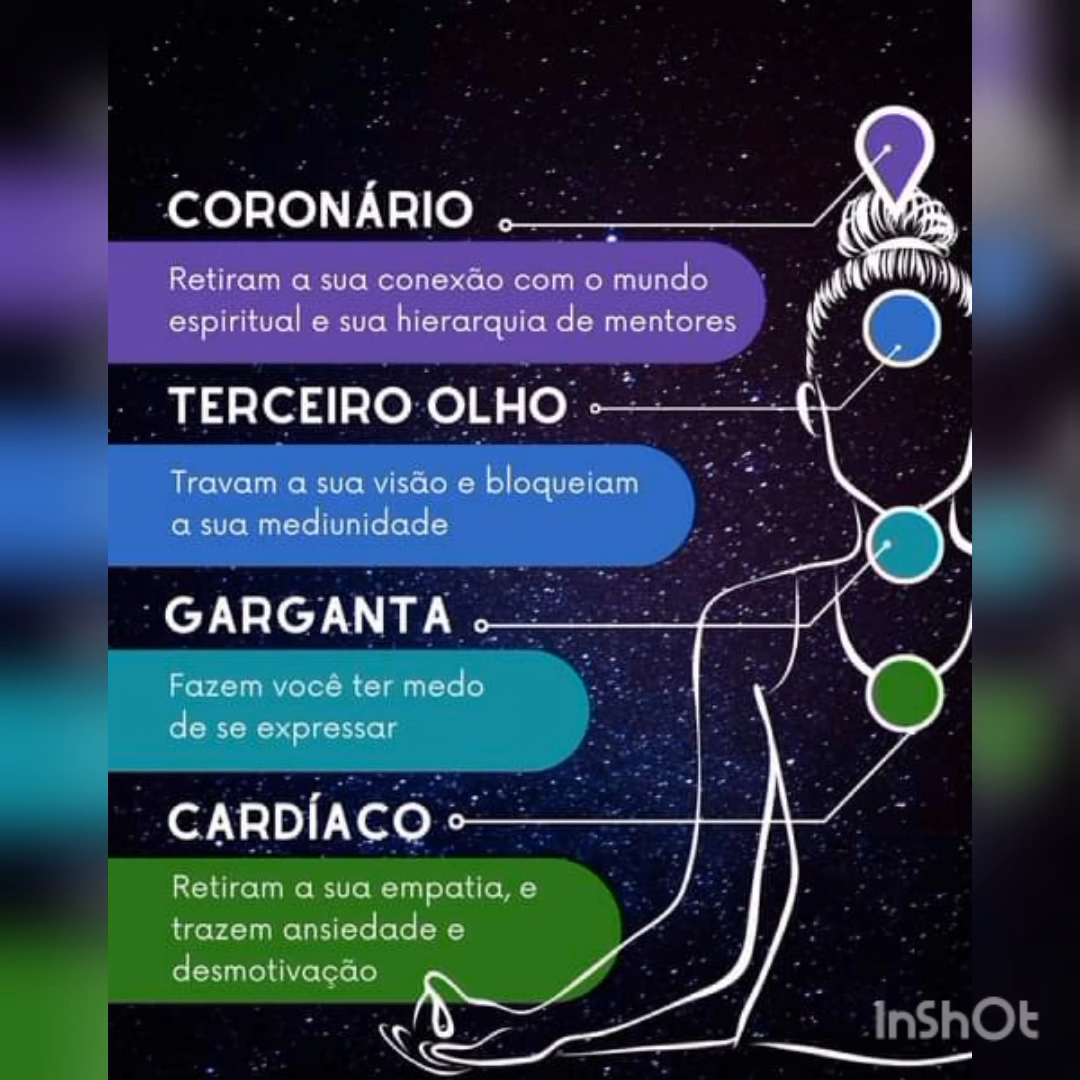 CORONÁRIO
Retiram a sua conexão com o mundo
espiritual e sua hierarquia de mentores
TERCEIRO OLHO
Travam a sua visão e bloqueiam
a sua mediunidade
GARGANTA
Fazem você ter medo
de se expressar
CARDÍACO
Retiram a sua empatia, e
trazem ansiedade e
desmotivação
InShOt